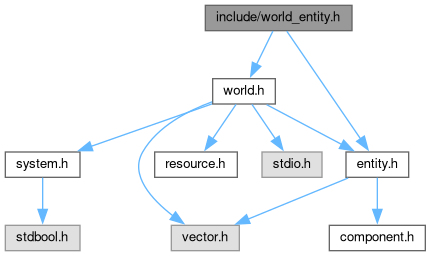 include/world_entity.h
world.h
system.h
resource.h
stdio.h
entity.h
stdbool.h
vector.h
component.h